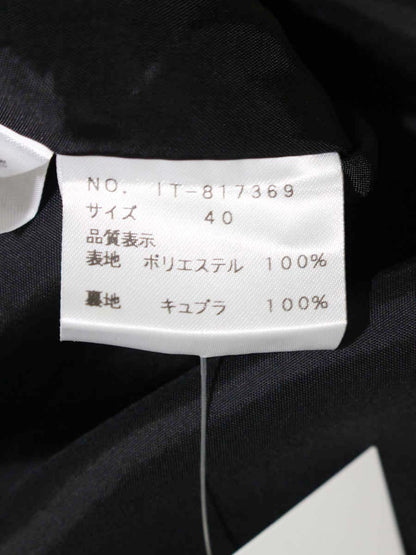 NO. IT-817369
サイズ 40
品質表示
表地 ポリエステル 100%
裏地 キュプラ 100%